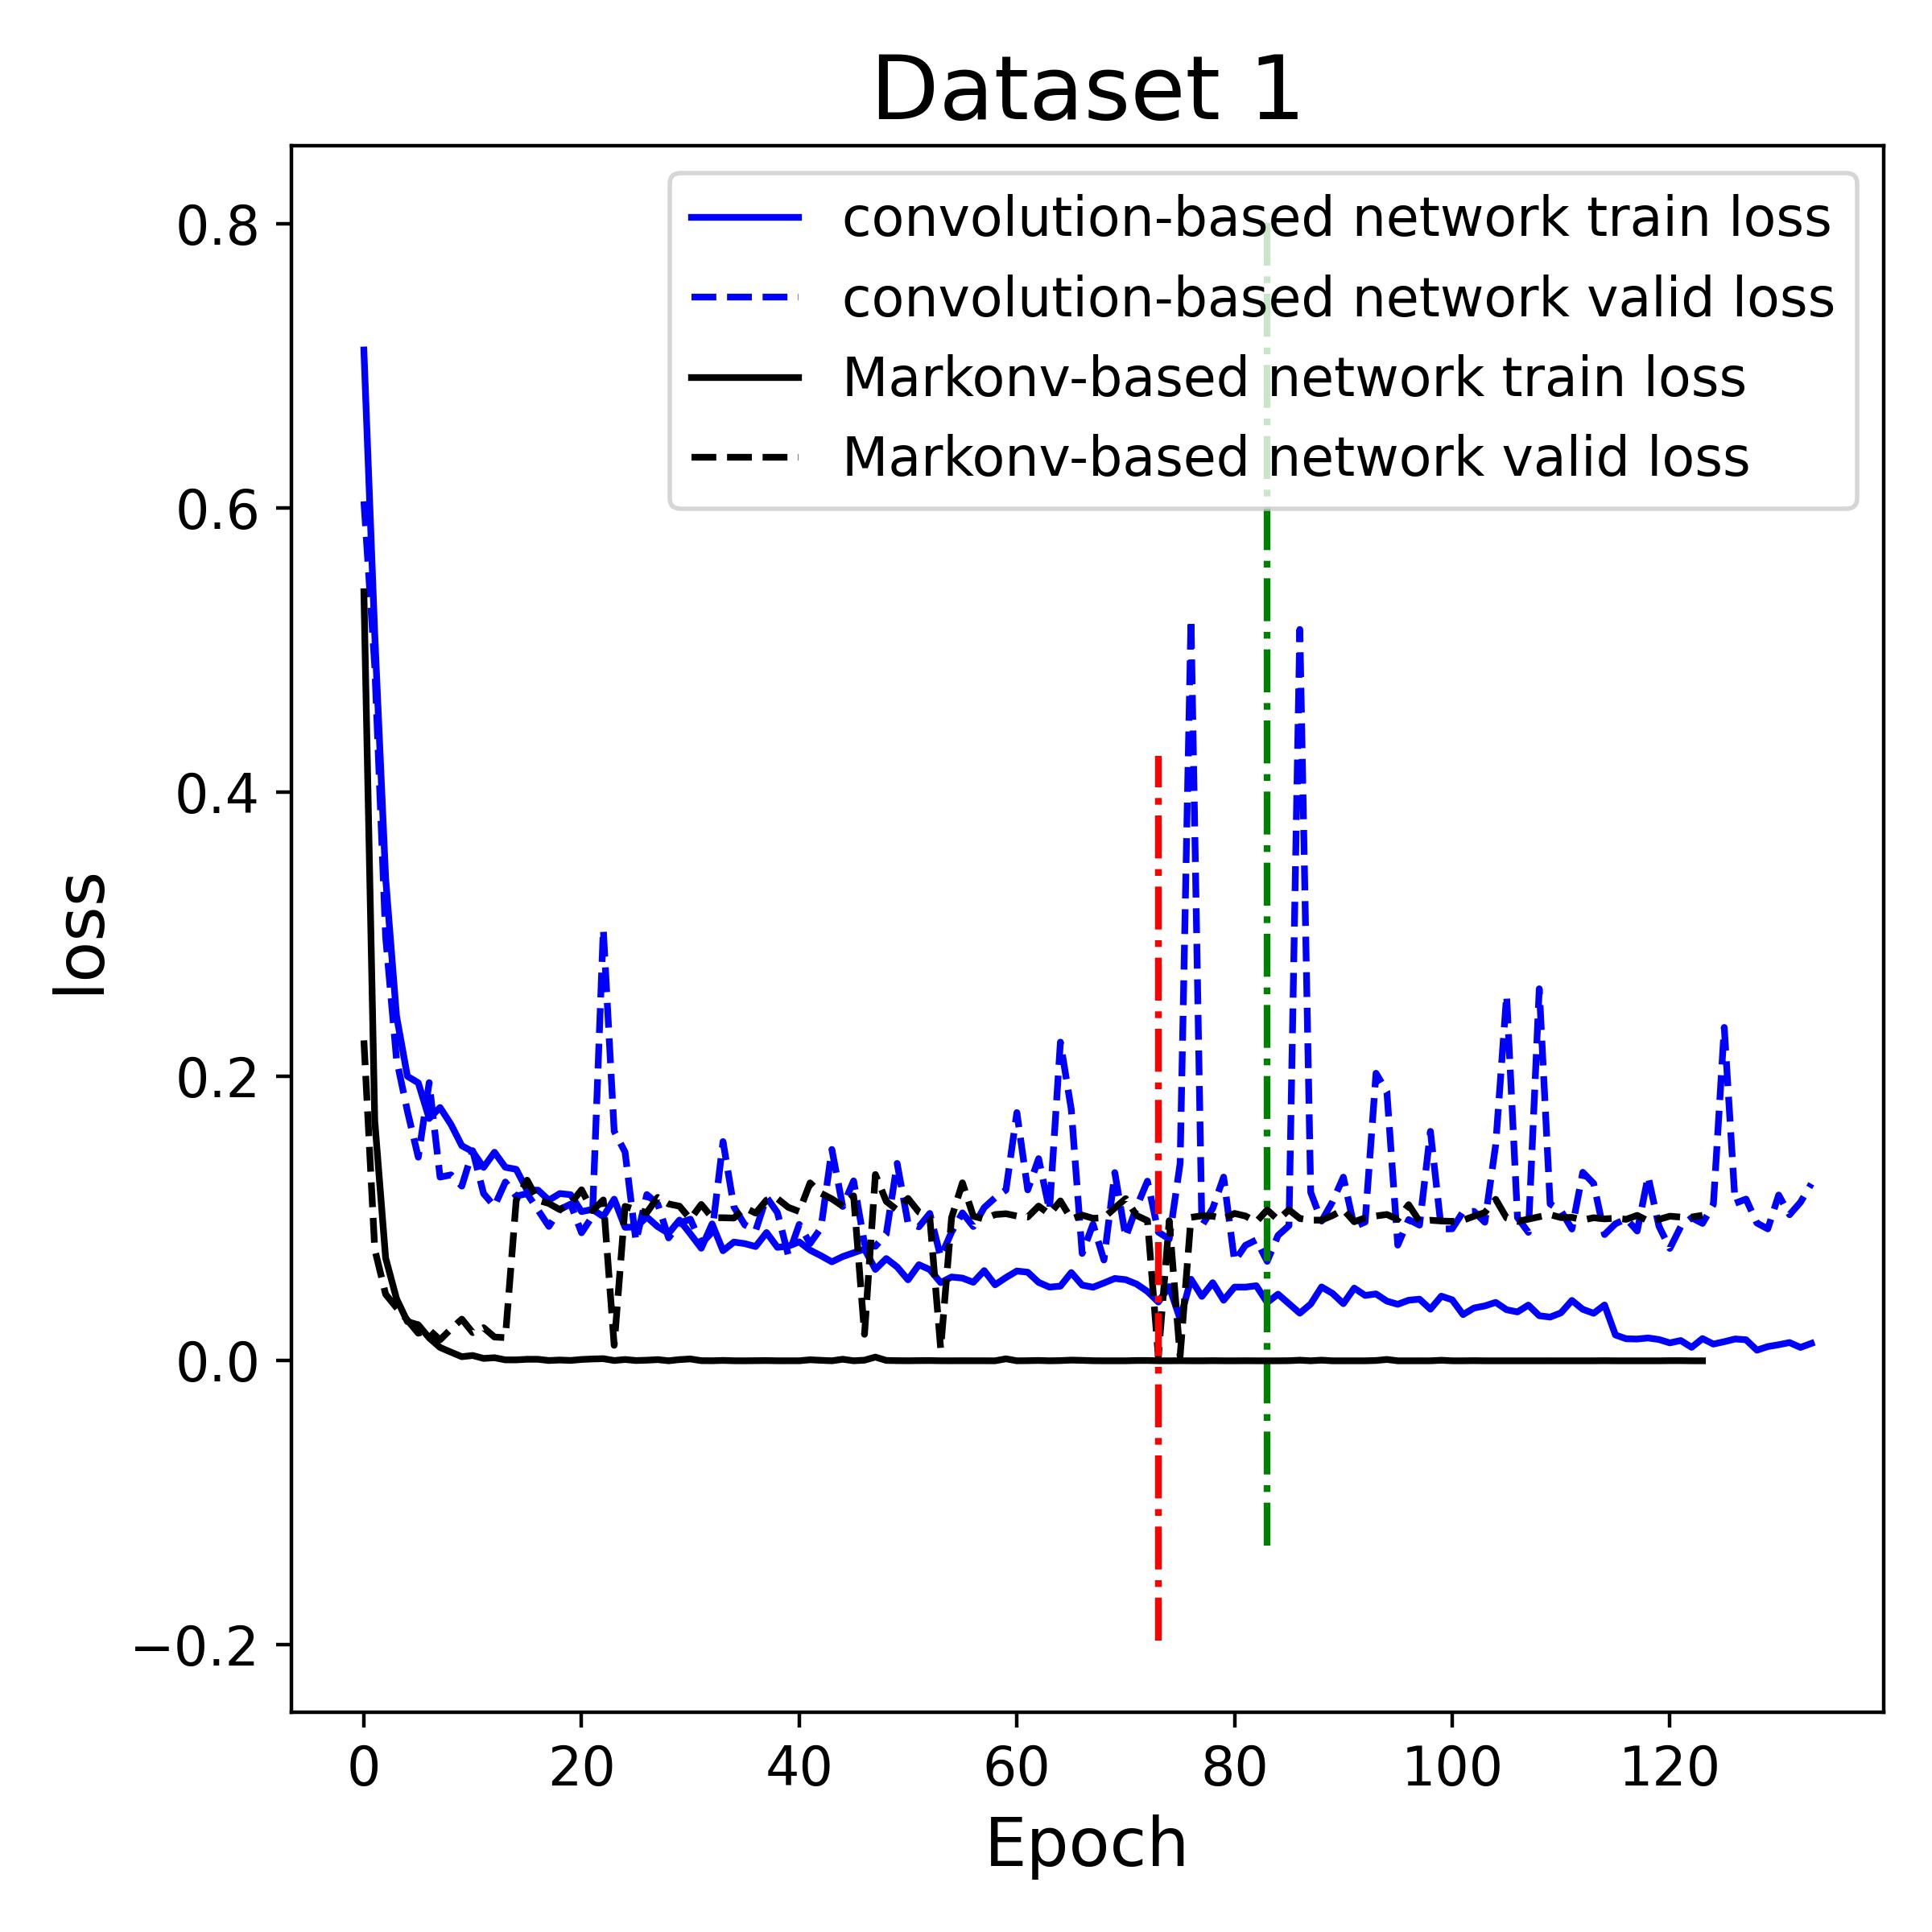 Dataset 1
convolution-based network train loss
convolution-based network valid loss
Markonv-based network train loss
Markonv-based network valid loss
0.8
0.6
0.4
0.2
0.0
−0.2
loss
0 20 40 60 80 100 120
Epoch